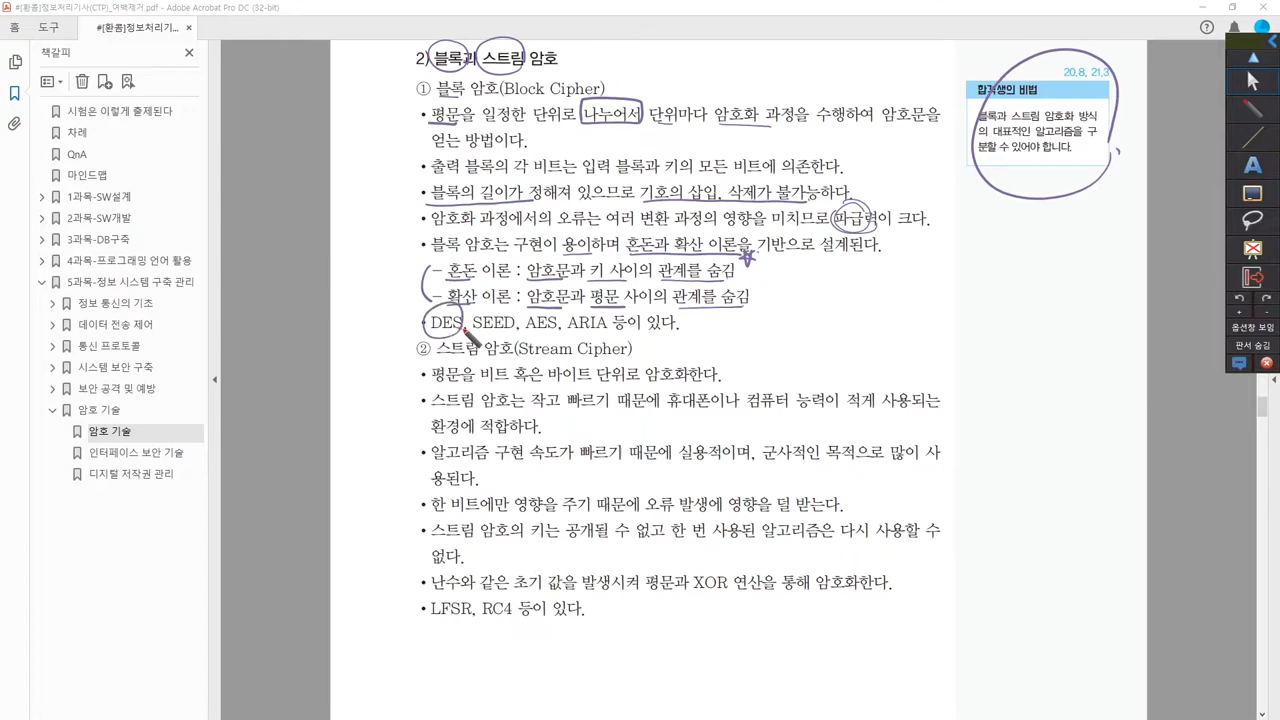 #[환콤]정보처리기사(CTP)_여백제거.pdf - Adobe Acrobat Pro DC (32-bit)
홈 도구 #[환콤]정보처리기... ×
책갈피
시험은 이렇게 출제된다
차례
QnA
마인드맵
1과목-SW설계
2과목-SW개발
3과목-DB구축
4과목-프로그래밍 언어 활용
5과목-정보 시스템 구축 관리
정보 통신의 기초
데이터 전송 제어
통신 프로토콜
시스템 보안 구축
보안 공격 및 예방
암호 기술
암호 기술
인터페이스 보안 기술
디지털 저작권 관리
2) 블록과 스트림 암호
① 블록 암호(Block Cipher)
• 평문을 일정한 단위로 나누어서 단위마다 암호화 과정을 수행하여 암호문을
얻는 방법이다.
• 출력 블록의 각 비트는 입력 블록과 키의 모든 비트에 의존한다.
• 블록의 길이가 정해져 있으므로 기호의 삽입, 삭제가 불가능하다.
• 암호화 과정에서의 오류는 여러 변환 과정의 영향을 미치므로 파급력이 크다.
• 블록 암호는 구현이 용이하며 혼돈과 확산 이론을 기반으로 설계된다.
– 혼돈 이론 : 암호문과 키 사이의 관계를 숨김
– 확산 이론 : 암호문과 평문 사이의 관계를 숨김
• DES, SEED, AES, ARIA 등이 있다.
② 스트림 암호(Stream Cipher)
• 평문을 비트 혹은 바이트 단위로 암호화한다.
• 스트림 암호는 작고 빠르기 때문에 휴대폰이나 컴퓨터 능력이 적게 사용되는
환경에 적합하다.
• 알고리즘 구현 속도가 빠르기 때문에 실용적이며, 군사적인 목적으로 많이 사
용된다.
• 한 비트에만 영향을 주기 때문에 오류 발생에 영향을 덜 받는다.
• 스트림 암호의 키는 공개될 수 없고 한 번 사용된 알고리즘은 다시 사용할 수
없다.
• 난수와 같은 초기 값을 발생시켜 평문과 XOR 연산을 통해 암호화한다.
• LFSR, RC4 등이 있다.
20.8, 21.3
합격생의 비법
블록과 스트림 암호화 방식
의 대표적인 알고리즘을 구
분할 수 있어야 합니다.
옵션창 보임
판서 숨김